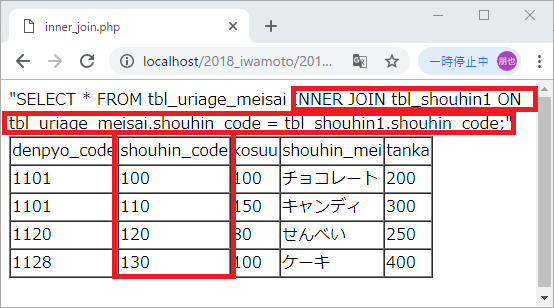 inner_join.php
localhost/2018_iwamoto/201...
一時停止中 朋也
"SELECT * FROM tbl_uriage_meisai INNER JOIN tbl_shouhin1 ON
tbl_uriage_meisai.shouhin_code = tbl_shouhin1.shouhin_code;"
denpyo_code shouhin_code kosuu shouhin_mei tanka
1101 100 100 チョコレート 200
1101 110 150 キャンディ 300
1120 120 80 せんべい 250
1128 130 100 ケーキ 400